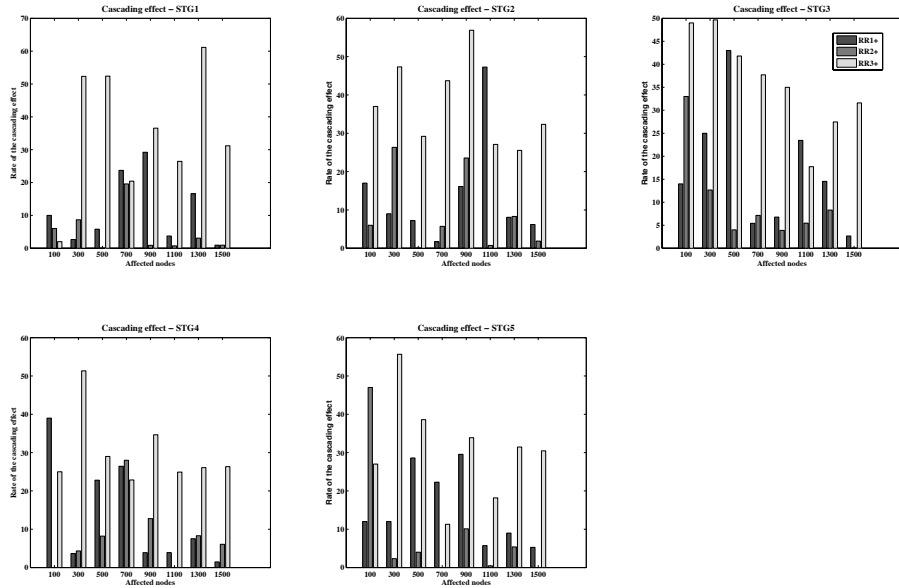 Cascading effect – STG1
70
60
50
40
30
20
10
0
Rate of the cascading effect
100 300 500 700 900 1100 1300 1500
Affected nodes
Cascading effect – STG2
60
50
40
30
20
10
0
Rate of the cascading effect
100 300 500 700 900 1100 1300 1500
Affected nodes
Cascading effect – STG3
50
45
40
35
30
25
20
15
10
5
0
Rate of the cascading effect
100 300 500 700 900 1100 1300 1500
Affected nodes
RR1+
RR2+
RR3+
Cascading effect – STG4
60
50
40
30
20
10
0
Rate of the cascading effect
100 300 500 700 900 1100 1300 1500
Affected nodes
Cascading effect – STG5
60
50
40
30
20
10
0
Rate of the cascading effect
100 300 500 700 900 1100 1300 1500
Affected nodes